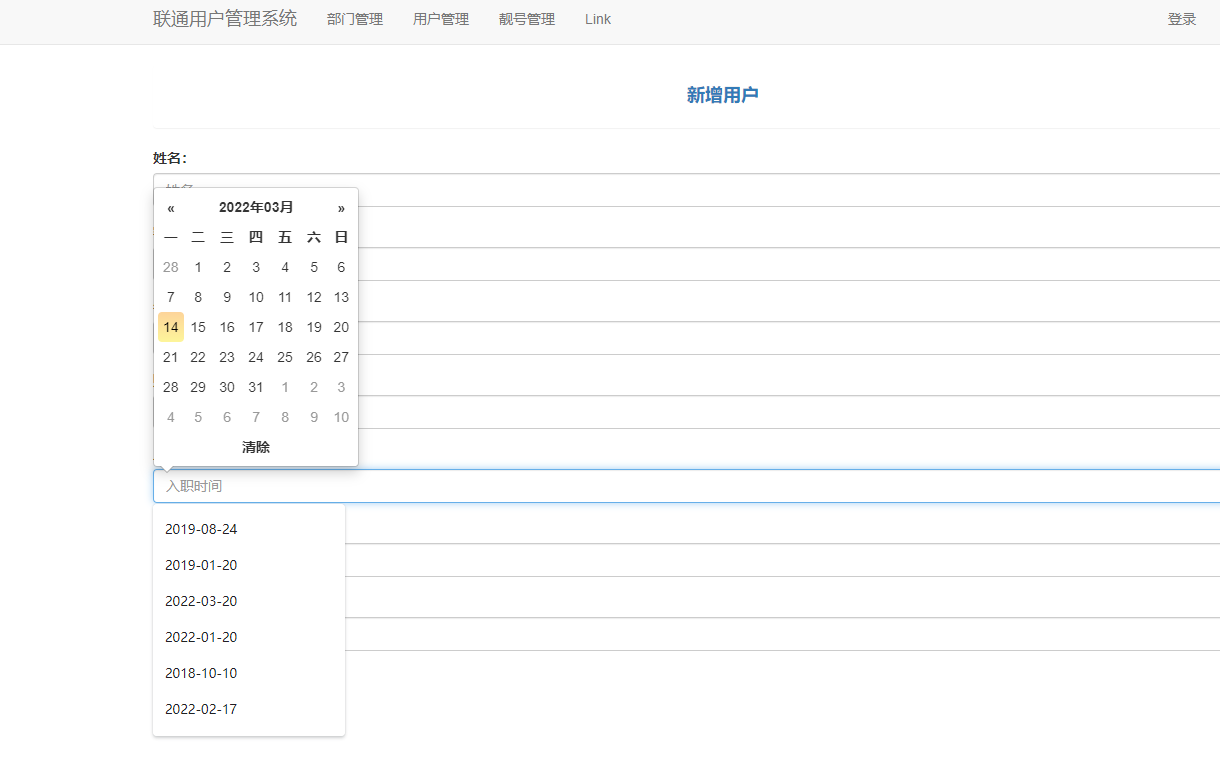 联通用户管理系统 部门管理 用户管理 靓号管理 Link 登录
新增用户
姓名：
« 2022年03月 »
一 二 三 四 五 六 日
28 1 2 3 4 5 6
7 8 9 10 11 12 13
14 15 16 17 18 19 20
21 22 23 24 25 26 27
28 29 30 31 1 2 3
4 5 6 7 8 9 10
清除
入职时间
2019-08-24
2019-01-20
2022-03-20
2022-01-20
2018-10-10
2022-02-17